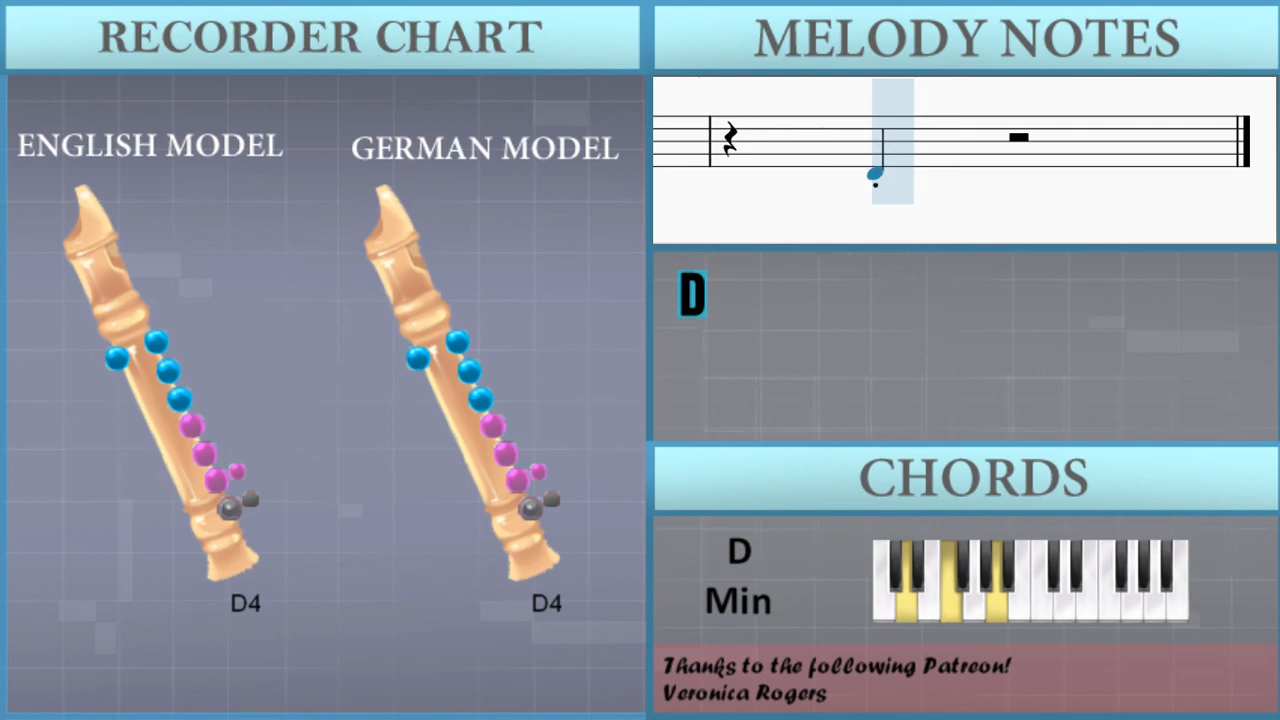 RECORDER CHART
ENGLISH MODEL
GERMAN MODEL
D4
D4
MELODY NOTES
D
CHORDS
D
Min
Thanks to the following Patreon!
Veronica Rogers